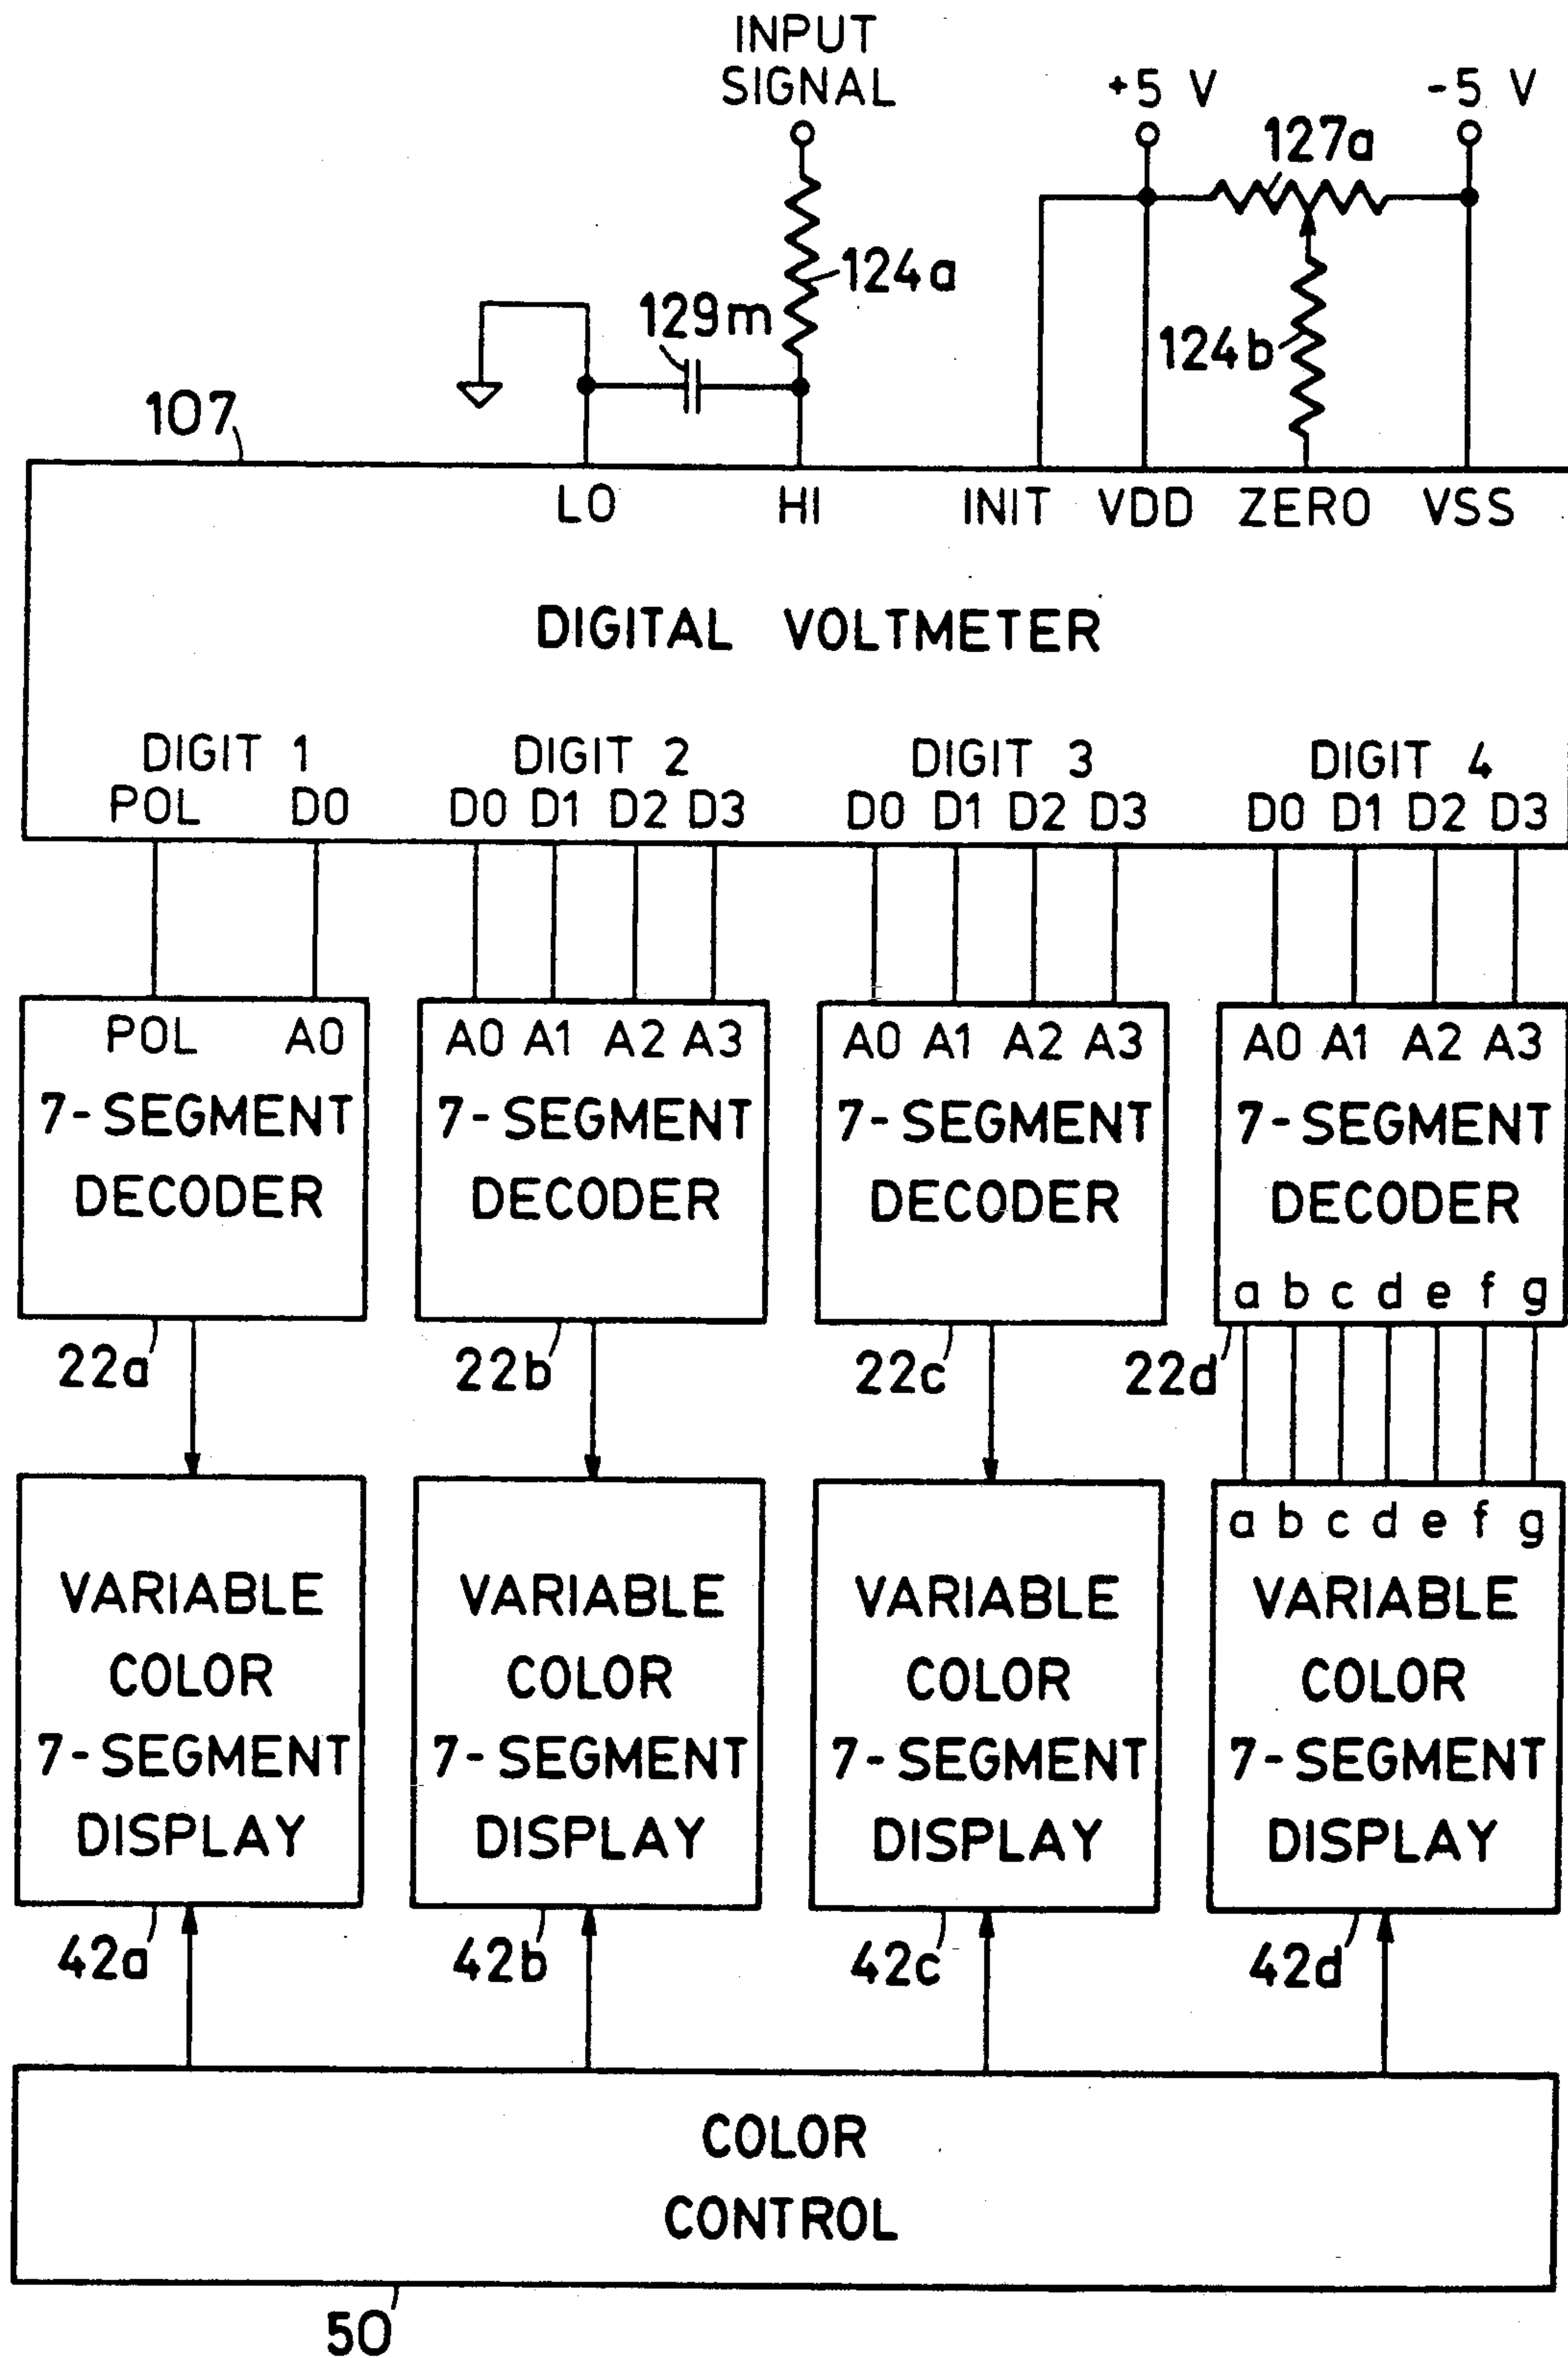 INPUT
SIGNAL
+5 V
-5 V
127a
124a
129m
124b
107
LO HI INIT VDD ZERO VSS
DIGITAL VOLTMETER
DIGIT 1 DIGIT 2 DIGIT 3 DIGIT 4
POL D0 D0 D1 D2 D3 D0 D1 D2 D3 D0 D1 D2 D3
POL A0 A0 A1 A2 A3 A0 A1 A2 A3 A0 A1 A2 A3
7-SEGMENT 7-SEGMENT 7-SEGMENT 7-SEGMENT
DECODER DECODER DECODER DECODER
a b c d e f g
22a 22b 22c 22d
a b c d e f g
VARIABLE VARIABLE VARIABLE VARIABLE
COLOR COLOR COLOR COLOR
7-SEGMENT 7-SEGMENT 7-SEGMENT 7-SEGMENT
DISPLAY DISPLAY DISPLAY DISPLAY
42a 42b 42c 42d
COLOR
CONTROL
50